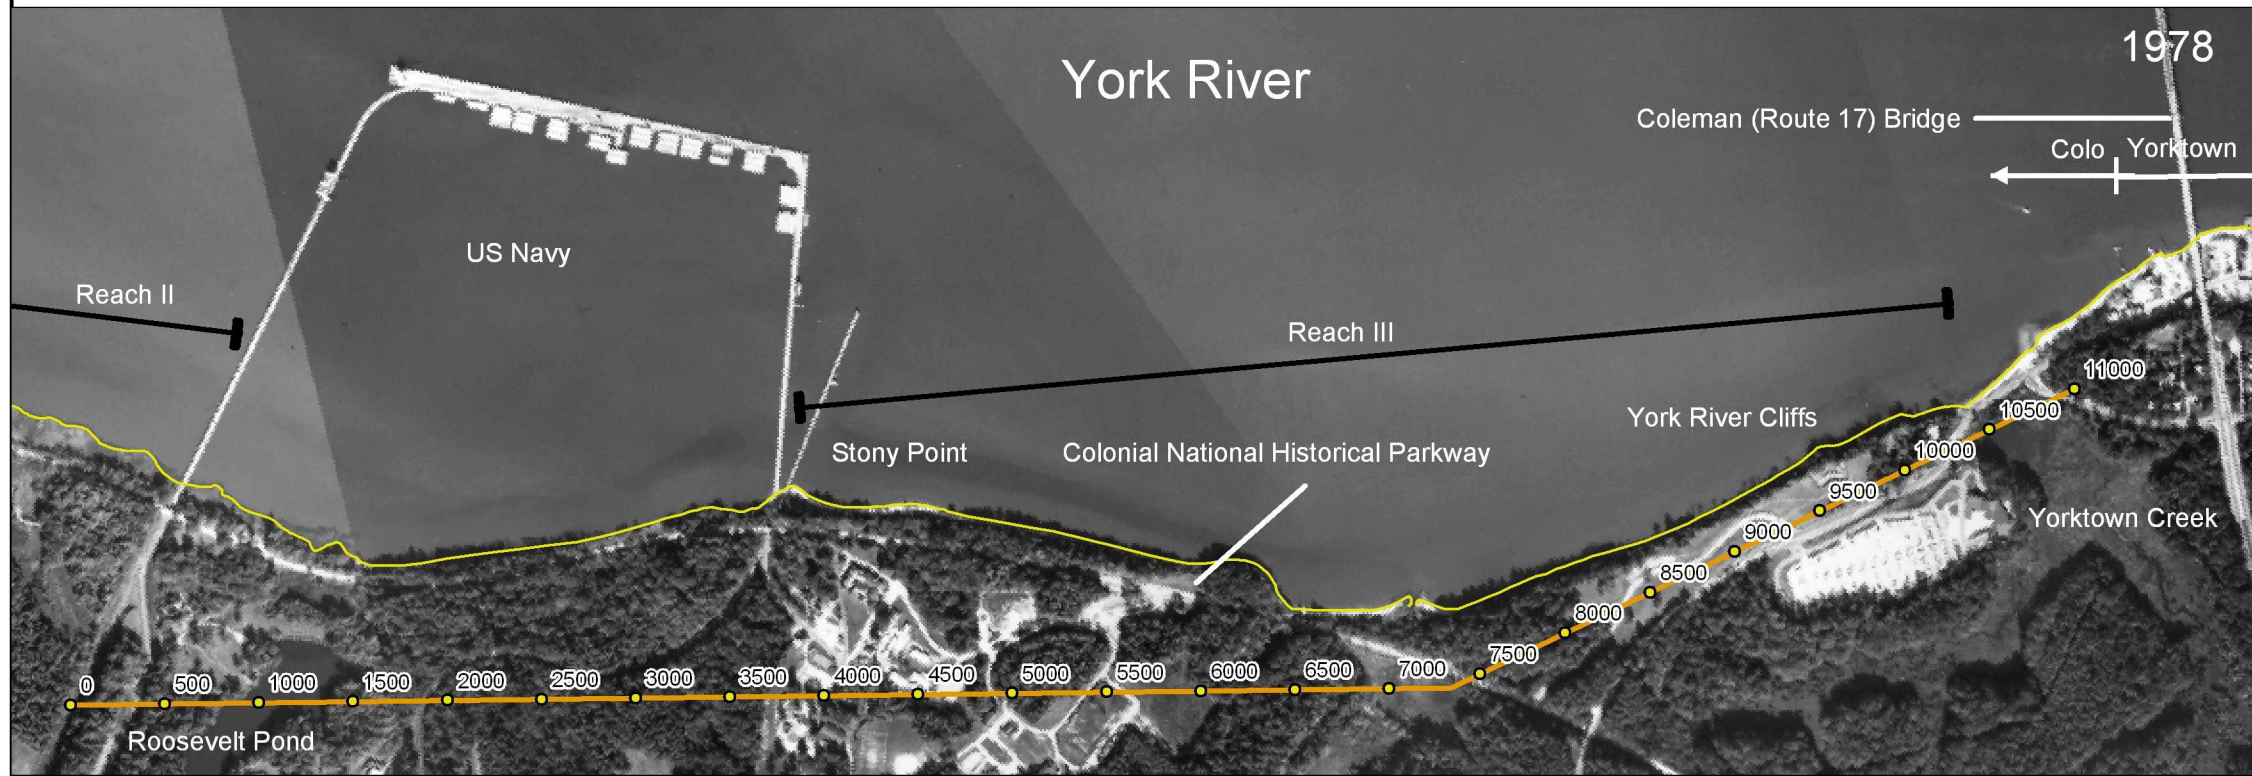 1978
York River
Coleman (Route 17) Bridge
Colo
Yorktown
US Navy
Reach II
Reach III
11000
10500
York River Cliffs
10000
Stony Point
Colonial National Historical Parkway
9500
Yorktown Creek
9000
8500
8000
7500
0
500
1000
1500
2000
2500
3000
3500
4000
4500
5000
5500
6000
6500
7000
Roosevelt Pond